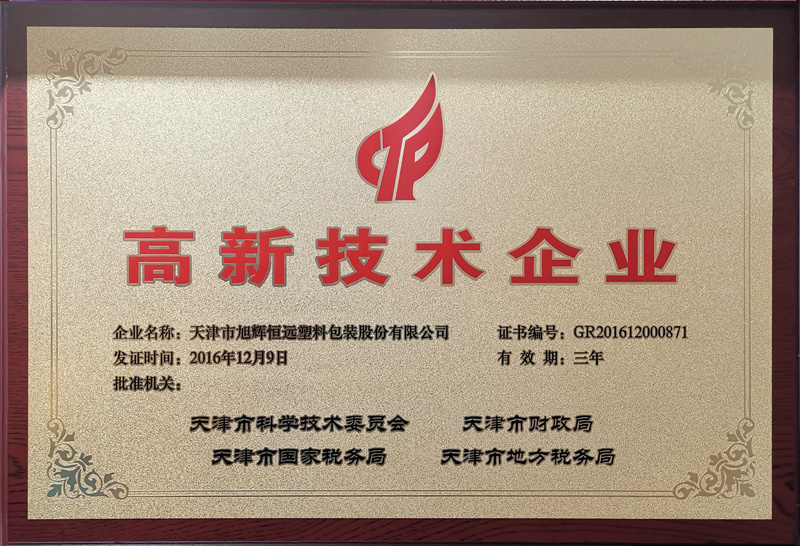 CTP
高新技术企业
企业名称：天津市旭辉恒远塑料包装股份有限公司 证书编号：GR201612000871
发证时间：2016年12月9日 有效期：三年
批准机关：
天津市科学技术委员会 天津市财政局
天津市国家税务局 天津市地方税务局